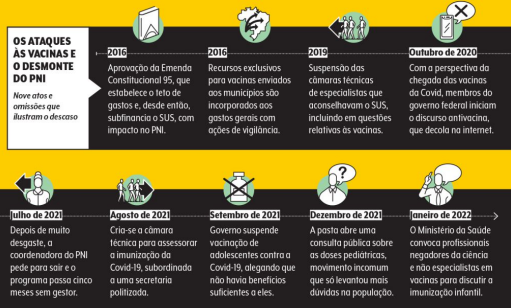 OS ATAQUES
ÀS VACINAS E
O DESMONTE
DO PNI
Nove atos e
omissões que
ilustram o descaso
2016
Aprovação da Emenda
Constitucional 95, que
estabelece o teto de
gastos e, desde então,
subfinancia o SUS, com
impacto no PNI.
2016
Recursos exclusivos
para vacinas enviados
aos municípios são
incorporados aos
gastos gerais com
ações de vigilância.
2019
Suspensão das
câmaras técnicas
de especialistas que
aconselhavam o SUS,
incluindo em questões
relativas às vacinas.
Outubro de 2020
Com a perspectiva da
chegada das vacinas
da Covid, membros do
governo federal iniciam
o discurso antivacina,
que decola na internet.
Julho de 2021
Depois de muito
desgaste, a
coordenadora do PNI
pede para sair e o
programa passa cinco
meses sem gestor.
Agosto de 2021
Cria-se a câmara
técnica para assessorar
a imunização da
Covid-19, subordinada
a uma secretaria
politizada.
Setembro de 2021
Governo suspende
vacinação de
adolescentes contra a
Covid-19, alegando que
não havia benefícios
suficientes a eles.
Dezembro de 2021
A pasta abre uma
consulta pública sobre
as doses pediátricas,
movimento incomum
que só levantou mais
dúvidas na população.
Janeiro de 2022
O Ministério da Saúde
convoca profissionais
negadores da ciência
e não especialistas em
vacinas para discutir a
imunização infantil.